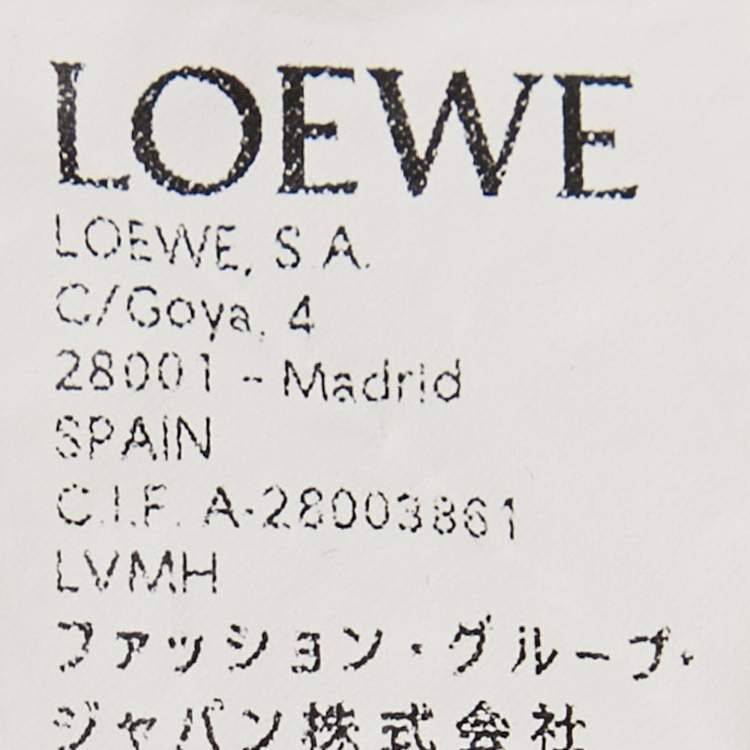 LOEWE
LOEWE, S.A.
C/Goya, 4
28001 - Madrid
SPAIN
C.I.F. A-28003861
LVMH
ファッション・グループ・
ジャパン株式会社